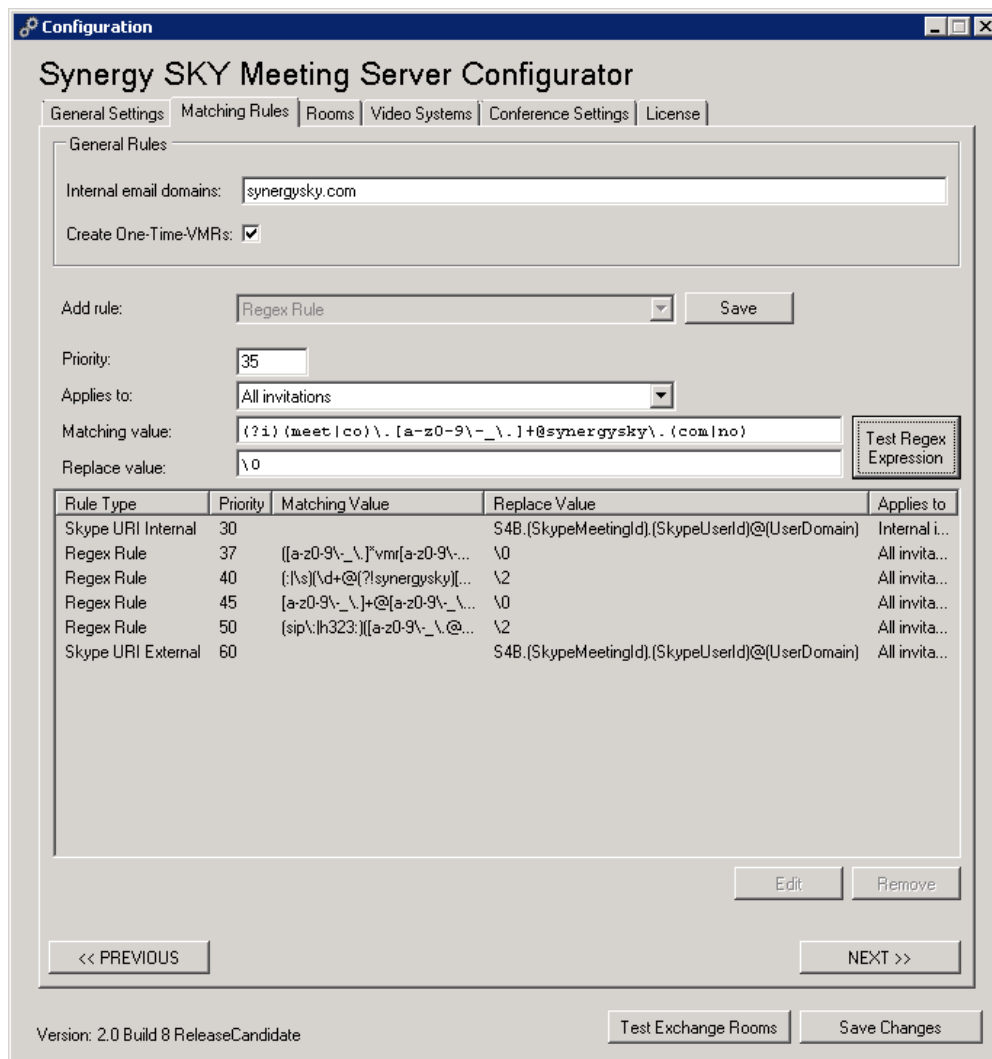 Configuration
Synergy SKY Meeting Server Configurator
General Settings Matching Rules Rooms Video Systems Conference Settings License
General Rules
Internal email domains: synergysky.com
Create One-Time-VMRs:
Add rule: Regex Rule Save
Priority: 35
Applies to: All invitations
Matching value: (?i)(meet|co)\.[a-z0-9\-_\.]+@synergysky\.(com|no)
Test Regex Expression
Replace value: \0
Rule Type Priority Matching Value Replace Value Applies to
Skype URI Internal 30 S4B.(SkypeMeetingId).(SkypeUserId)@(UserDomain) Internal i...
Regex Rule 37 ([a-z0-9\-_\.]*vmr[a-z0-9\-... \0 All invita...
Regex Rule 40 (:|\s)(\d+@(?!synergysky)[... \2 All invita...
Regex Rule 45 [a-z0-9\-_\.]+@[a-z0-9\-_\... \0 All invita...
Regex Rule 50 (sip\:|h323:)([a-z0-9\-_\.@... \2 All invita...
Skype URI External 60 S4B.(SkypeMeetingId).(SkypeUserId)@(UserDomain) All invita...
Edit Remove
<< PREVIOUS NEXT >>
Version: 2.0 Build 8 ReleaseCandidate Test Exchange Rooms Save Changes